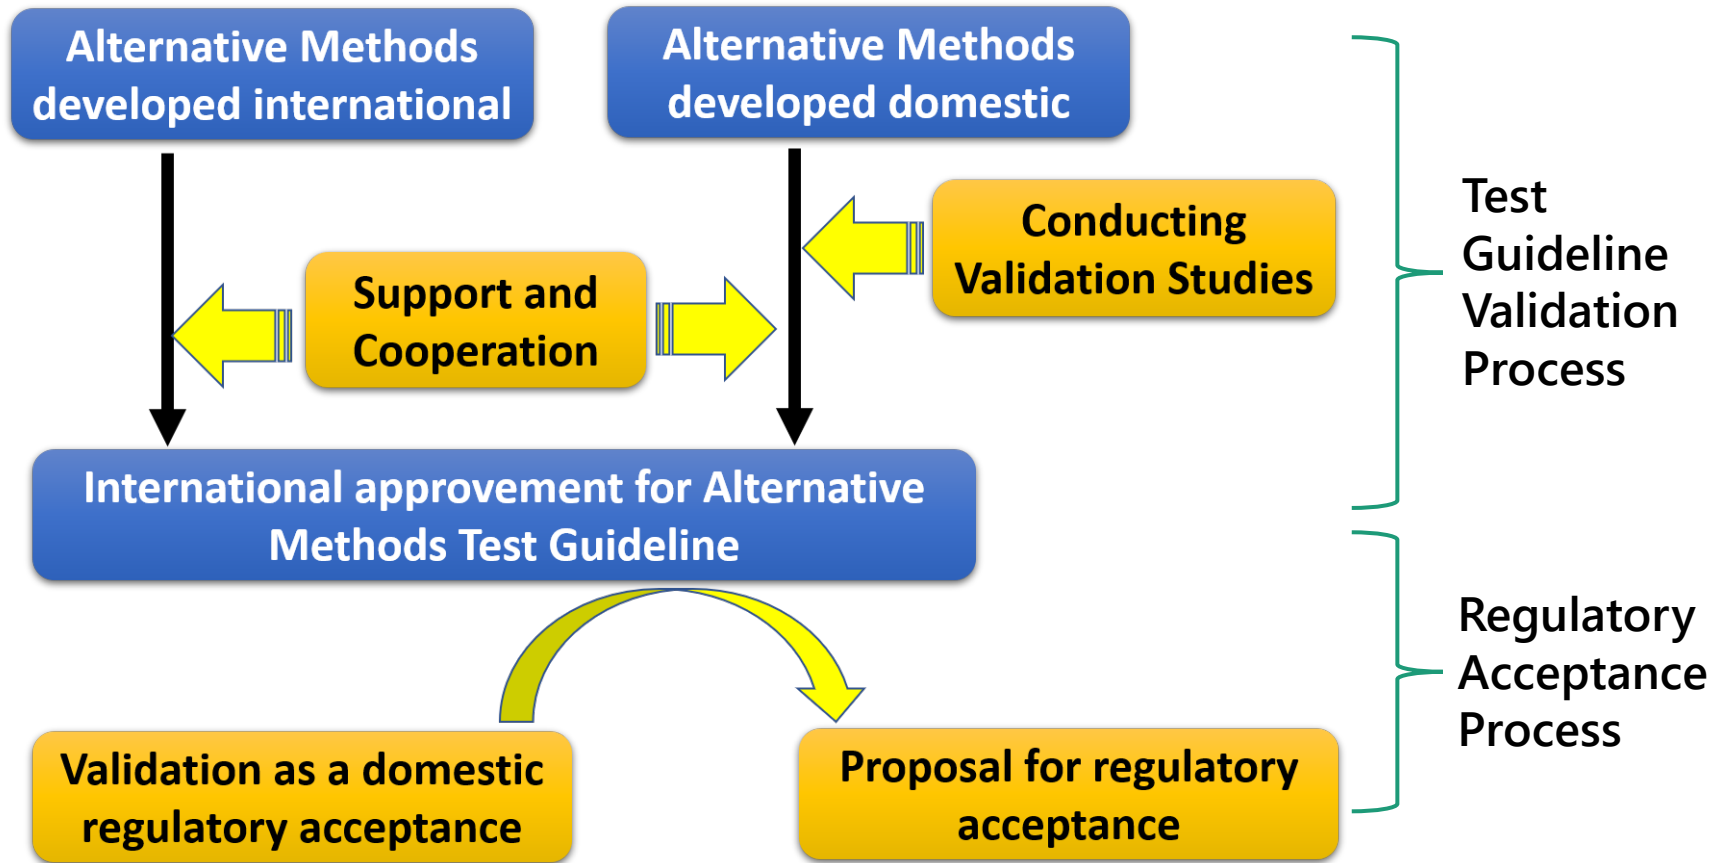 Alternative Methods
developed international
Alternative Methods
developed domestic
Conducting
Validation Studies
Support and
Cooperation
Test
Guideline
Validation
Process
International approvement for Alternative
Methods Test Guideline
Validation as a domestic
regulatory acceptance
Proposal for regulatory
acceptance
Regulatory
Acceptance
Process